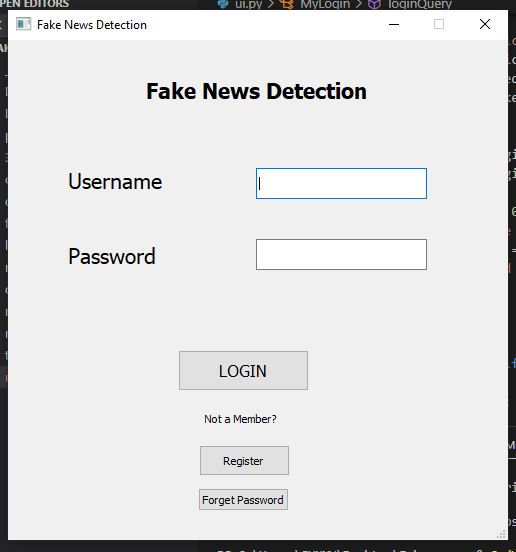 PEN EDITORS
ui.py > MyLogin > loginQuery
Fake News Detection
Fake News Detection
Username
Password
LOGIN
Not a Member?
Register
Forget Password